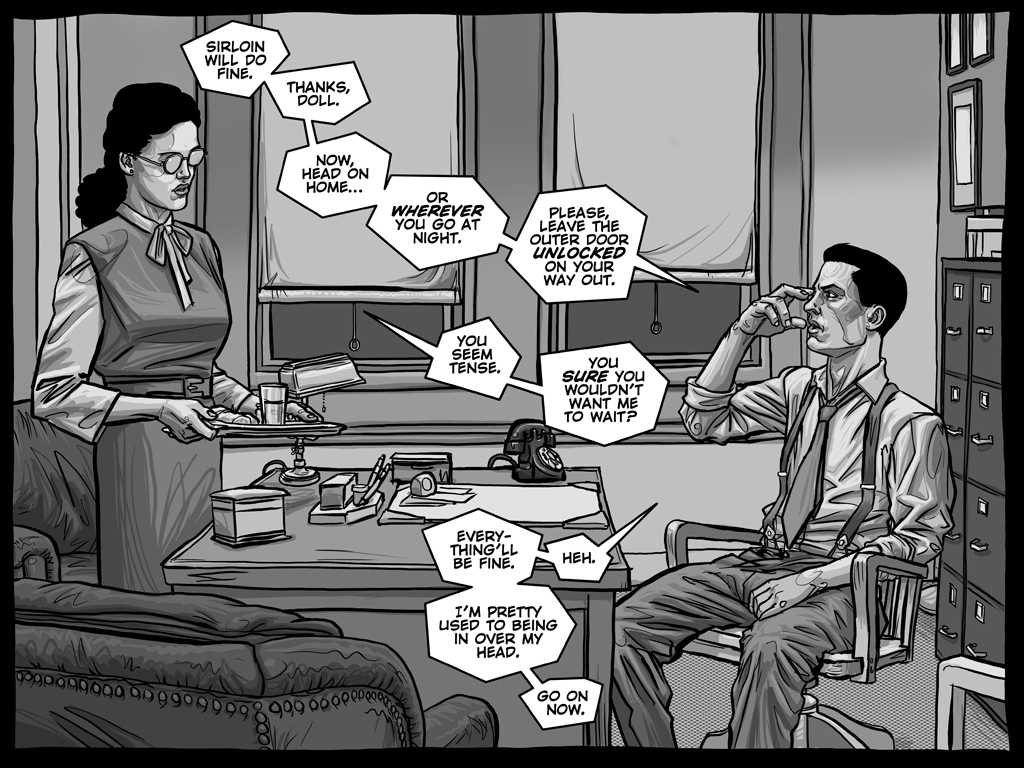 SIRLOIN
WILL DO
FINE.
THANKS,
DOLL.
NOW,
HEAD ON
HOME...
OR
WHEREVER
YOU GO AT
NIGHT.
PLEASE,
LEAVE THE
OUTER DOOR
UNLOCKED
ON YOUR
WAY OUT.
YOU
SEEM
TENSE.
YOU
SURE YOU
WOULDN'T
WANT ME
TO WAIT?
HEH.
EVERY-
THING'LL
BE FINE.
I'M PRETTY
USED TO BEING
IN OVER MY
HEAD.
GO ON
NOW.